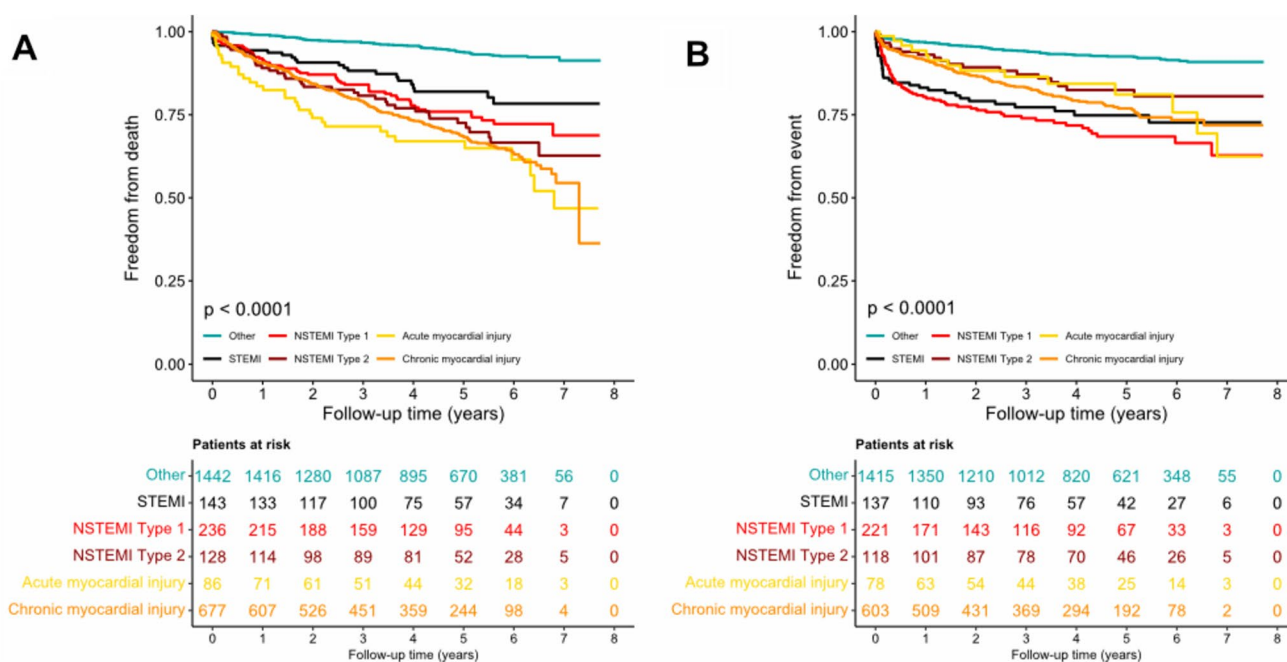 A
Freedom from death
1.00
0.75
0.50
0.25
0.00
p < 0.0001
Other NSTEMI Type 1 Acute myocardial injury
STEMI NSTEMI Type 2 Chronic myocardial injury
0 1 2 3 4 5 6 7 8
Follow-up time (years)
Patients at risk
Other 1442 1416 1280 1087 895 670 381 56 0
STEMI 143 133 117 100 75 57 34 7 0
NSTEMI Type 1 236 215 188 159 129 95 44 3 0
NSTEMI Type 2 128 114 98 89 81 52 28 5 0
Acute myocardial injury 86 71 61 51 44 32 18 3 0
Chronic myocardial injury 677 607 526 451 359 244 98 4 0
0 1 2 3 4 5 6 7 8
Follow-up time (years)
B
Freedom from event
1.00
0.75
0.50
0.25
0.00
p < 0.0001
Other NSTEMI Type 1 Acute myocardial injury
STEMI NSTEMI Type 2 Chronic myocardial injury
0 1 2 3 4 5 6 7 8
Follow-up time (years)
Patients at risk
Other 1415 1350 1210 1012 820 621 348 55 0
STEMI 137 110 93 76 57 42 27 6 0
NSTEMI Type 1 221 171 143 116 92 67 33 3 0
NSTEMI Type 2 118 101 87 78 70 46 26 5 0
Acute myocardial injury 78 63 54 44 38 25 14 3 0
Chronic myocardial injury 603 509 431 369 294 192 78 2 0
0 1 2 3 4 5 6 7 8
Follow-up time (years)